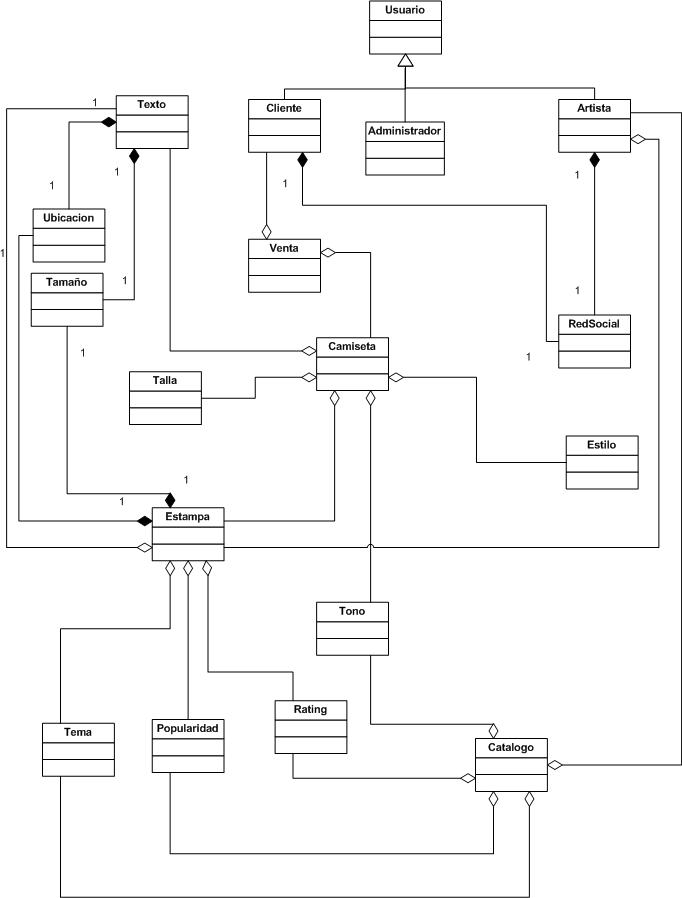 Usuario
Texto
Cliente
Artista
Administrador
1
1
1
1
1
Ubicacion
Venta
1
Tamaño
1
1
RedSocial
Camiseta
1
1
Talla
Estilo
1
1
Estampa
Tono
Rating
Tema
Popularidad
Catalogo